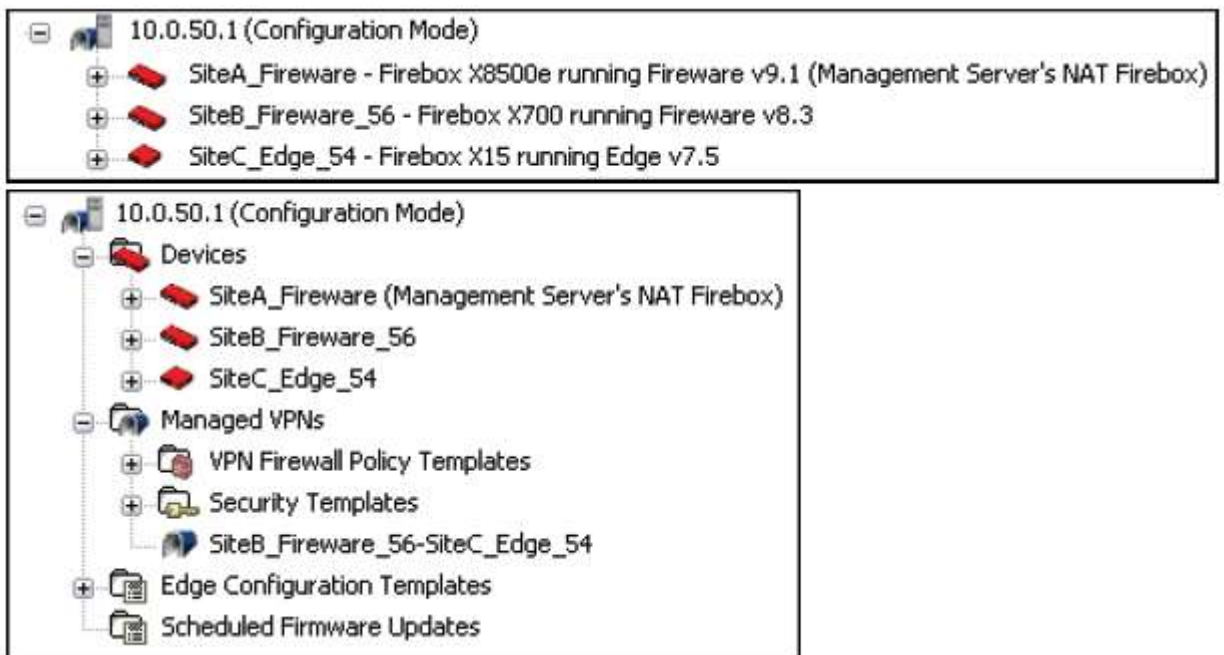 10.0.50.1 (Configuration Mode)
SiteA_Fireware - Firebox X8500e running Fireware v9.1 (Management Server's NAT Firebox)
SiteB_Fireware_56 - Firebox X700 running Fireware v8.3
SiteC_Edge_54 - Firebox X15 running Edge v7.5
10.0.50.1 (Configuration Mode)
Devices
SiteA_Fireware (Management Server's NAT Firebox)
SiteB_Fireware_56
SiteC_Edge_54
Managed VPNs
VPN Firewall Policy Templates
Security Templates
SiteB_Fireware_56-SiteC_Edge_54
Edge Configuration Templates
Scheduled Firmware Updates